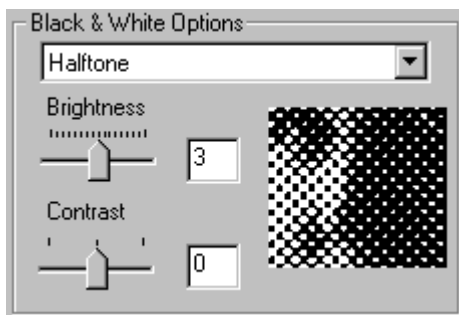 Black & White Options
Halftone
Brightness
3
Contrast
0